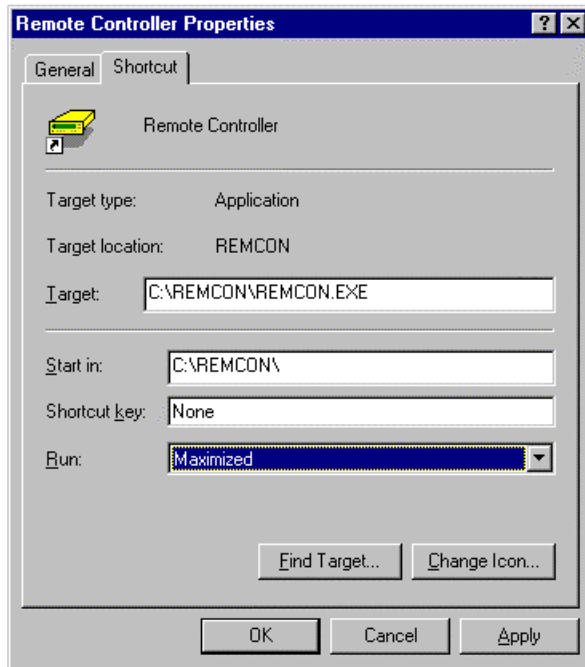 Remote Controller Properties
General Shortcut
Remote Controller
Target type: Application
Target location: REMCON
Target: C:\REMCON\REMCON.EXE
Start in: C:\REMCON\
Shortcut key: None
Run: Maximized
Find Target... Change Icon...
OK Cancel Apply